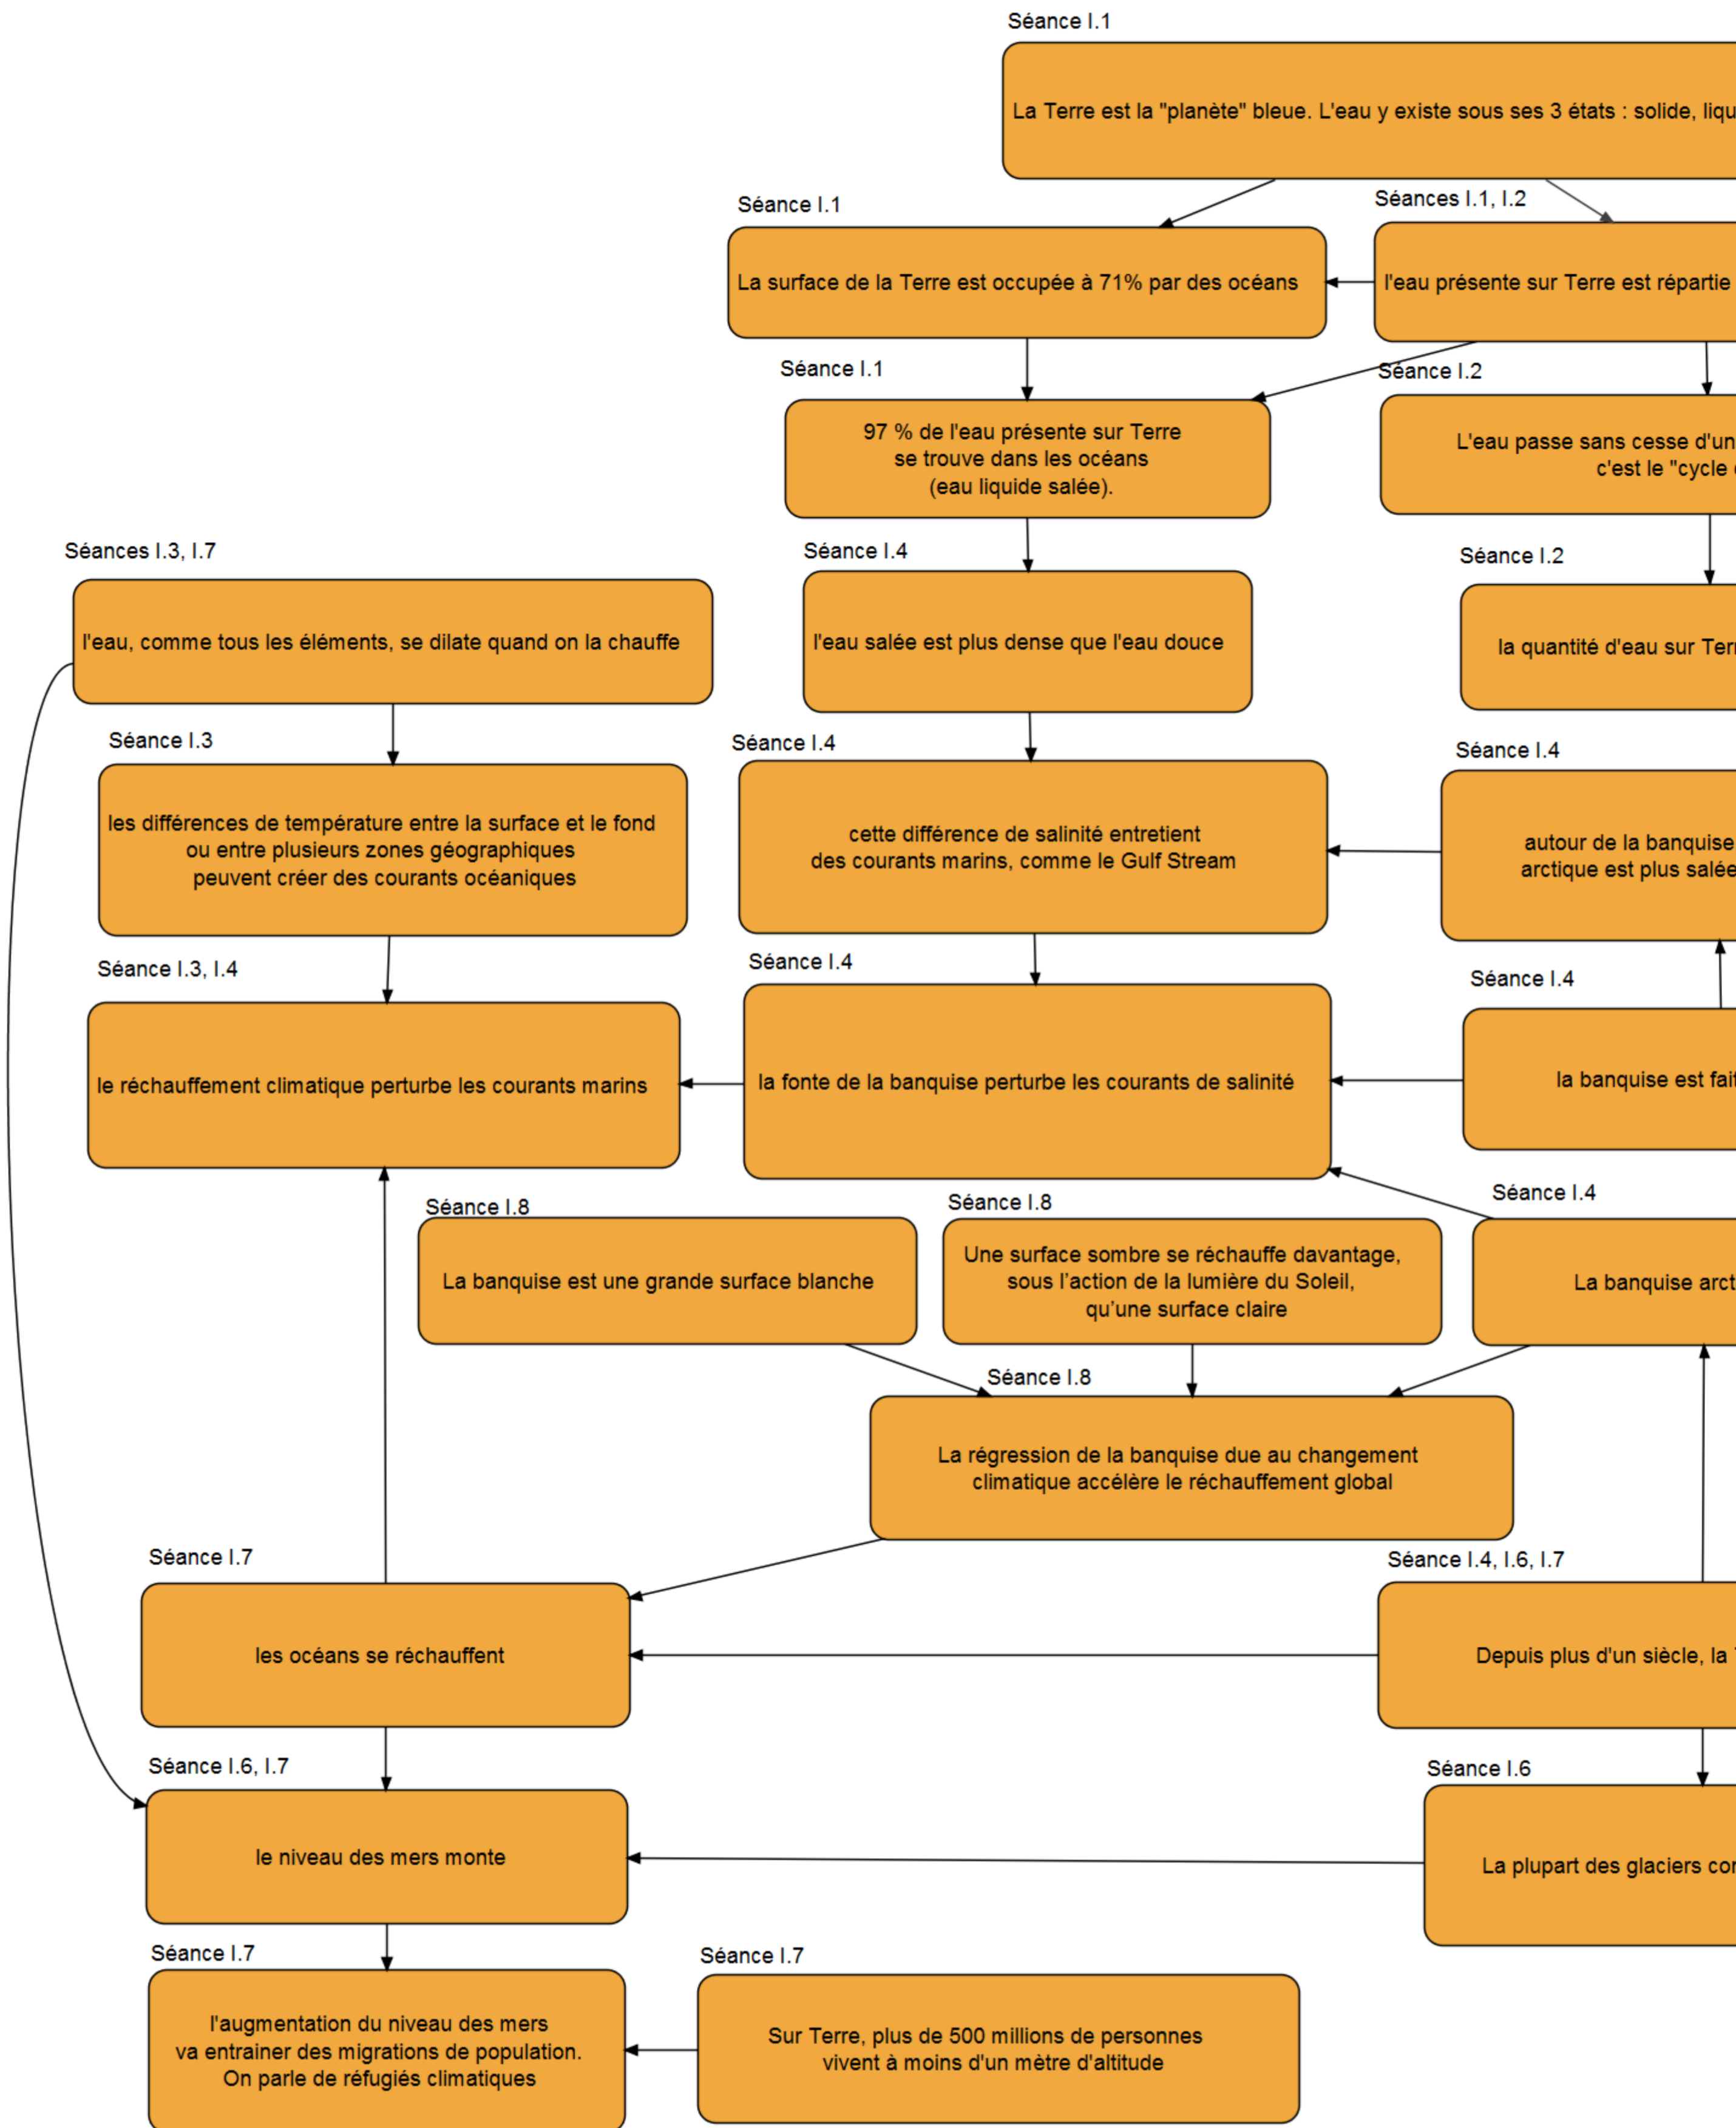 Séance I.1
La Terre est la "planète" bleue. L'eau y existe sous ses 3 états : solide,
Séance I.1
La surface de la Terre est occupée à 71% par des océans
Séances I.1, I.2
l'eau présente sur Terre est répartie
Séance I.1
97 % de l'eau présente sur Terre
se trouve dans les océans
(eau liquide salée).
Séance I.2
L'eau passe sans cesse d'un
c'est le "cycle
Séances I.3, I.7
l'eau, comme tous les éléments, se dilate quand on la chauffe
Séance I.4
l'eau salée est plus dense que l'eau douce
Séance I.2
la quantité d'eau sur
Séance I.3
les différences de température entre la surface et le fond
ou entre plusieurs zones géographiques
peuvent créer des courants océaniques
Séance I.4
cette différence de salinité entretient
des courants marins, comme le Gulf Stream
Séance I.4
autour de la banquise
arctique est plus salée
Séance I.3, I.4
le réchauffement climatique perturbe les courants marins
Séance I.4
la fonte de la banquise perturbe les courants de salinité
Séance I.4
la banquise est
Séance I.8
La banquise est une grande surface blanche
Séance I.8
Une surface sombre se réchauffe davantage,
sous l’action de la lumière du Soleil,
qu’une surface claire
Séance I.4
La banquise
Séance I.8
La régression de la banquise due au changement
climatique accélère le réchauffement global
Séance I.7
les océans se réchauffent
Séance I.4, I.6, I.7
Depuis plus d'un siècle, la
Séance I.6, I.7
le niveau des mers monte
Séance I.6
La plupart des glaciers
Séance I.7
l'augmentation du niveau des mers
va entrainer des migrations de population.
On parle de réfugiés climatiques
Séance I.7
Sur Terre, plus de 500 millions de personnes
vivent à moins d'un mètre d'altitude